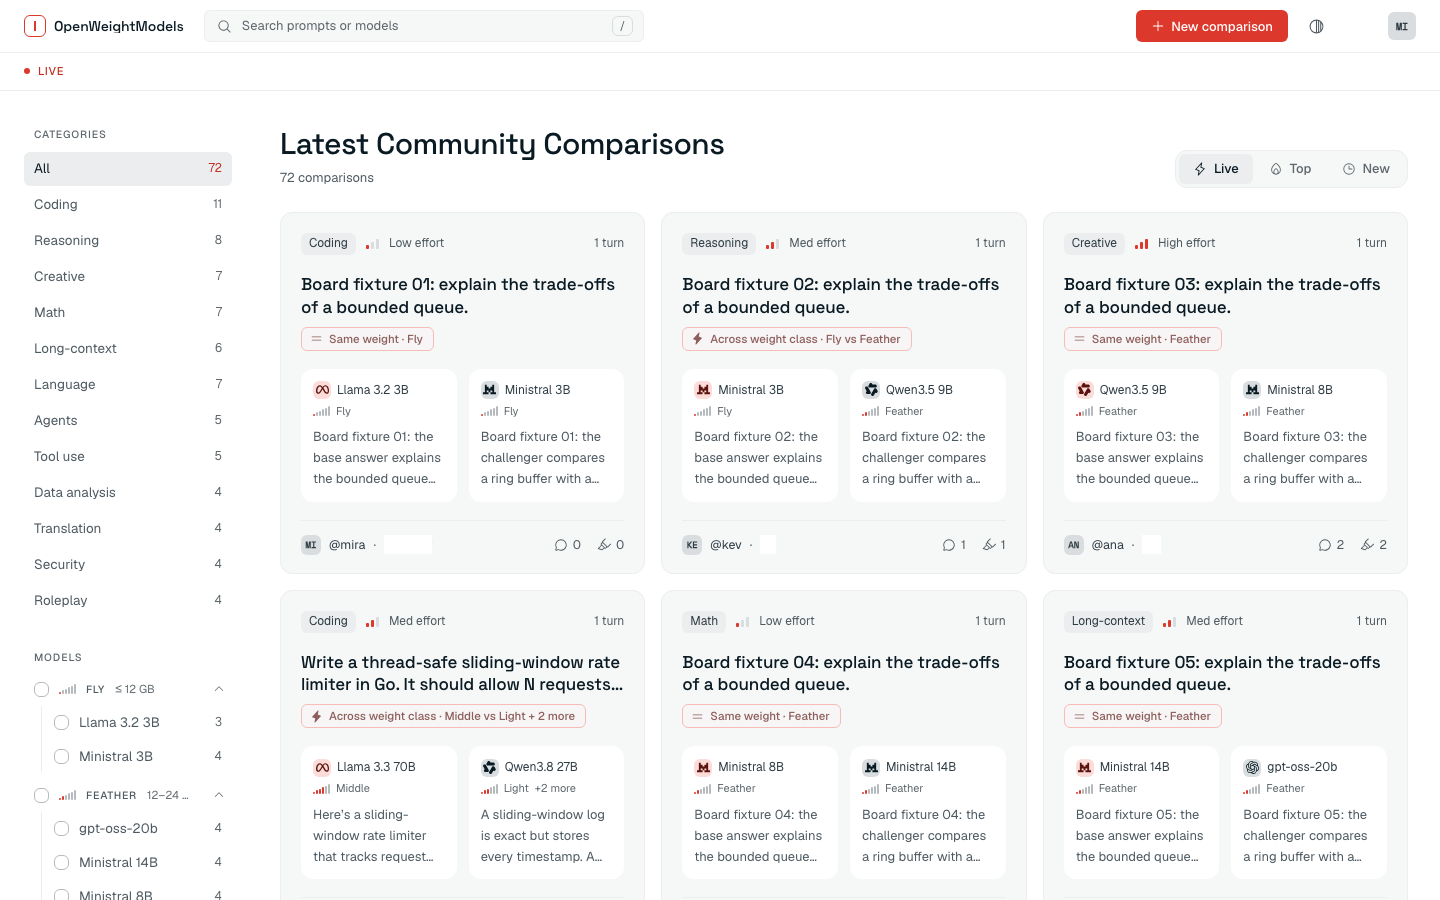 OpenWeightModels
Search prompts or models
/
New comparison
MI
LIVE
CATEGORIES
All 72
Coding 11
Reasoning 8
Creative 7
Math 7
Long-context 6
Language 7
Agents 5
Tool use 5
Data analysis 4
Translation 4
Security 4
Roleplay 4
MODELS
FLY ≤ 12 GB
Llama 3.2 3B 3
Ministral 3B 4
FEATHER 12–24 …
gpt-oss-20b 4
Ministral 14B 4
Ministral 8B 4
Latest Community Comparisons
72 comparisons
Live
Top
New
Coding Low effort 1 turn
Board fixture 01: explain the trade-offs
of a bounded queue.
Same weight · Fly
Llama 3.2 3B
Fly
Board fixture 01: the
base answer explains
the bounded queue…
Ministral 3B
Fly
Board fixture 01: the
challenger compares
a ring buffer with a…
MI @mira · 0 0
Reasoning Med effort 1 turn
Board fixture 02: explain the trade-offs
of a bounded queue.
Across weight class · Fly vs Feather
Ministral 3B
Fly
Board fixture 02: the
base answer explains
the bounded queue…
Qwen3.5 9B
Feather
Board fixture 02: the
challenger compares
a ring buffer with a…
KE @kev · 1 1
Creative High effort 1 turn
Board fixture 03: explain the trade-offs
of a bounded queue.
Same weight · Feather
Qwen3.5 9B
Feather
Board fixture 03: the
base answer explains
the bounded queue…
Ministral 8B
Feather
Board fixture 03: the
challenger compares
a ring buffer with a…
AN @ana · 2 2
Coding Med effort 1 turn
Write a thread-safe sliding-window rate
limiter in Go. It should allow N requests…
Across weight class · Middle vs Light + 2 more
Llama 3.3 70B
Middle
Here's a sliding-
window rate limiter
that tracks request…
Qwen3.8 27B
Light +2 more
A sliding-window log
is exact but stores
every timestamp. A…
Math Low effort 1 turn
Board fixture 04: explain the trade-offs
of a bounded queue.
Same weight · Feather
Ministral 8B
Feather
Board fixture 04: the
base answer explains
the bounded queue…
Ministral 14B
Feather
Board fixture 04: the
challenger compares
a ring buffer with a…
Long-context Med effort 1 turn
Board fixture 05: explain the trade-offs
of a bounded queue.
Same weight · Feather
Ministral 14B
Feather
Board fixture 05: the
base answer explains
the bounded queue…
gpt-oss-20b
Feather
Board fixture 05: the
challenger compares
a ring buffer with a…